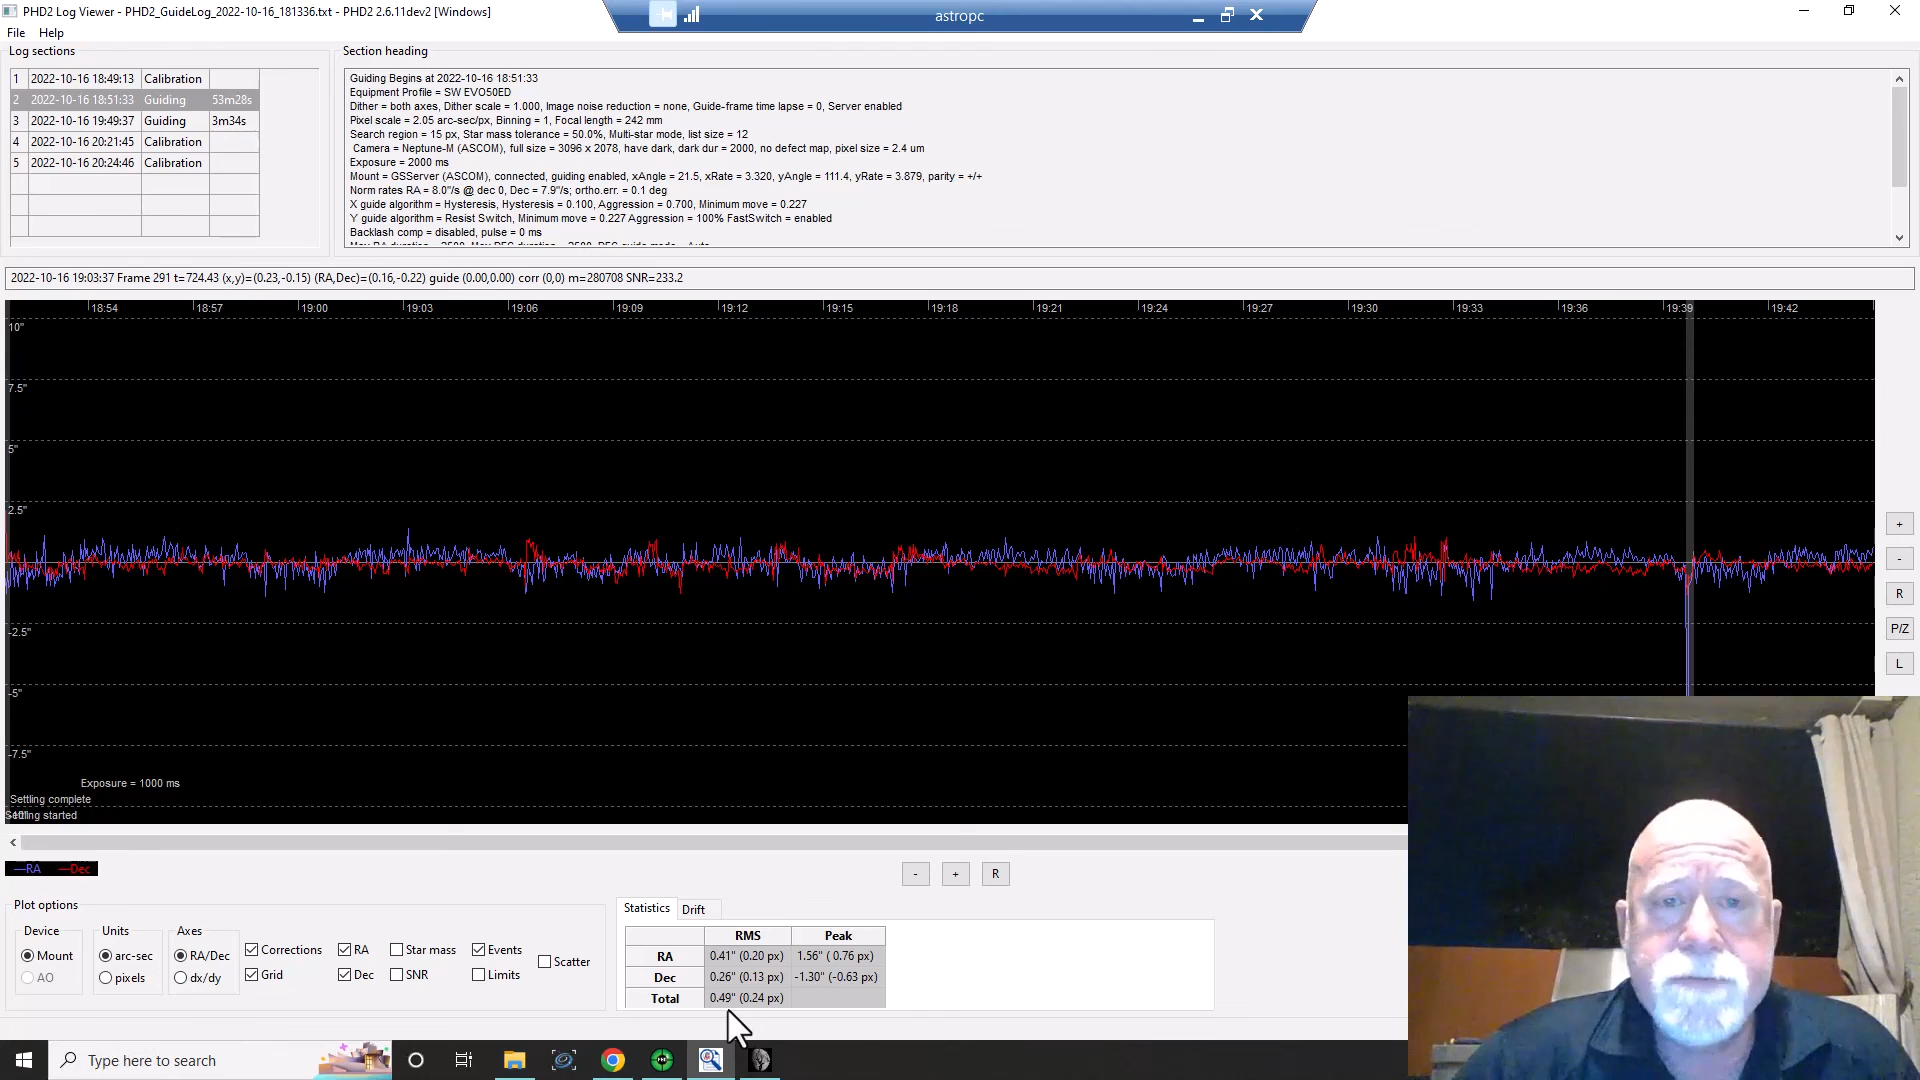 PHD2 Log Viewer - PHD2_GuideLog_2022-10-16_181336.txt - PHD2 2.6.11dev2 [Windows]
astropc
File Help
Log sections
1 2022-10-16 18:49:13 Calibration
2 2022-10-16 18:51:33 Guiding 53m28s
3 2022-10-16 19:49:37 Guiding 3m34s
4 2022-10-16 20:21:45 Calibration
5 2022-10-16 20:24:46 Calibration
Section heading
Guiding Begins at 2022-10-16 18:51:33
Equipment Profile = SW EVO50ED
Dither = both axes, Dither scale = 1.000, Image noise reduction = none, Guide-frame time lapse = 0, Server enabled
Pixel scale = 2.05 arc-sec/px, Binning = 1, Focal length = 242 mm
Search region = 15 px, Star mass tolerance = 50.0%, Multi-star mode, list size = 12
Camera = Neptune-M (ASCOM), full size = 3096 x 2078, have dark, dark dur = 2000, no defect map, pixel size = 2.4 um
Exposure = 2000 ms
Mount = GSServer (ASCOM), connected, guiding enabled, xAngle = 21.5, xRate = 3.320, yAngle = 111.4, yRate = 3.879, parity = +/+
Norm rates RA = 8.0"/s @ dec 0, Dec = 7.9"/s; ortho.err. = 0.1 deg
X guide algorithm = Hysteresis, Hysteresis = 0.100, Aggression = 0.700, Minimum move = 0.227
Y guide algorithm = Resist Switch, Minimum move = 0.227 Aggression = 100% FastSwitch = enabled
Backlash comp = disabled, pulse = 0 ms
Max RA duration = 2500, Max DEC duration = 2500, DEC guide mode = Auto
2022-10-16 19:03:37 Frame 291 t=724.43 (x,y)=(0.23,-0.15) (RA,Dec)=(0.16,-0.22) guide (0.00,0.00) corr (0,0) m=280708 SNR=233.2
18:54 18:57 19:00 19:03 19:06 19:09 19:12 19:15 19:18 19:21 19:24 19:27 19:30 19:33 19:36 19:39 19:42
10"
7.5"
5"
2.5"
-2.5"
-5"
-7.5"
+
-
R
P/Z
L
Exposure = 1000 ms
Settling complete
Settling started
—RA —Dec
- + R
Plot options
Device Units Axes
Mount arc-sec RA/Dec Corrections RA Star mass Events
AO pixels dx/dy Grid Dec SNR Limits
Scatter
Statistics Drift
RMS Peak
RA 0.41" (0.20 px) 1.56" ( 0.76 px)
Dec 0.26" (0.13 px) -1.30" (-0.63 px)
Total 0.49" (0.24 px)
Type here to search